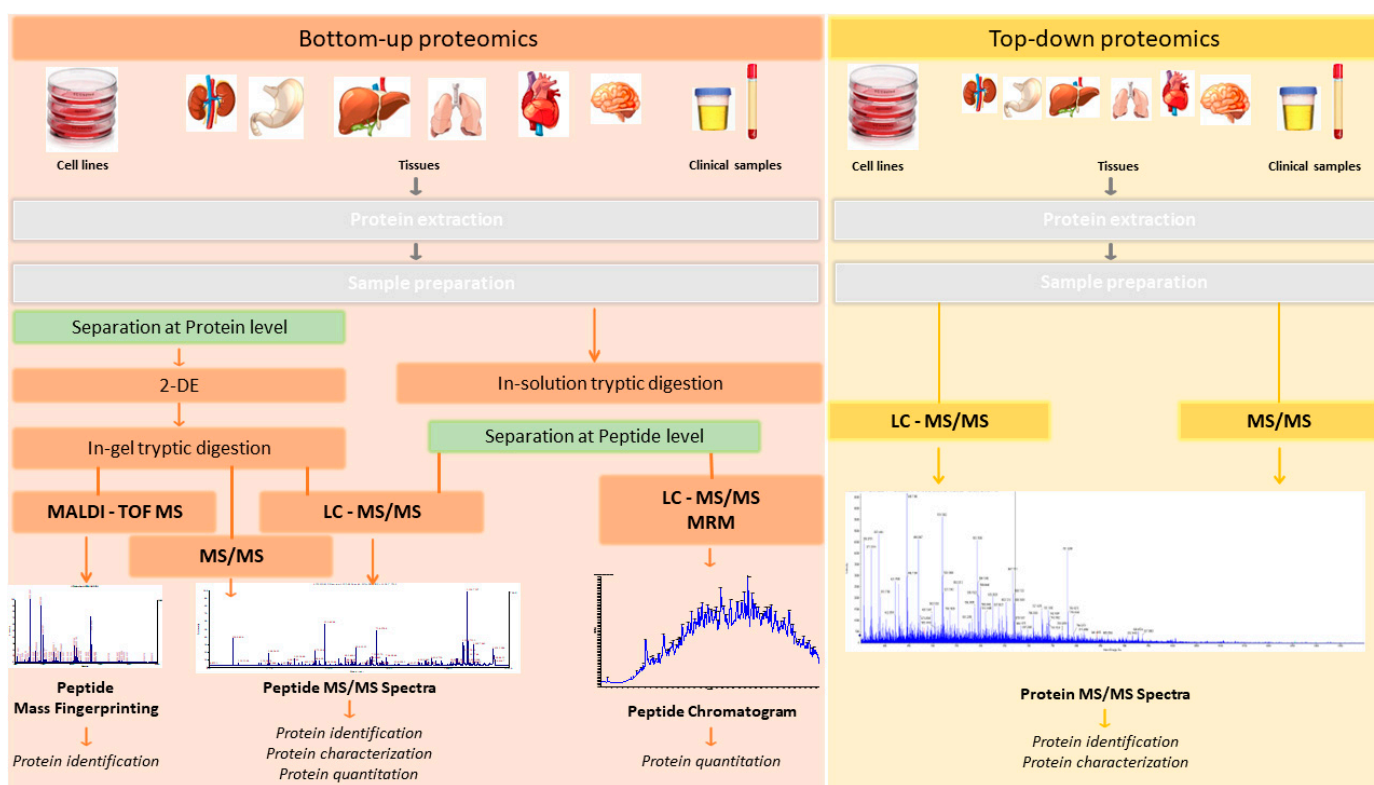 Bottom-up proteomics
Cell lines
Tissues
Clinical samples
Protein extraction
Sample preparation
Separation at Protein level
2-DE
In-gel tryptic digestion
In-solution tryptic digestion
Separation at Peptide level
MALDI - TOF MS
MS/MS
LC - MS/MS
LC - MS/MS
MRM
Peptide
Mass Fingerprinting
Protein identification
Peptide MS/MS Spectra
Protein identification
Protein characterization
Protein quantitation
Peptide Chromatogram
Protein quantitation
Top-down proteomics
Cell lines
Tissues
Clinical samples
Protein extraction
Sample preparation
LC - MS/MS
MS/MS
Protein MS/MS Spectra
Protein identification
Protein characterization